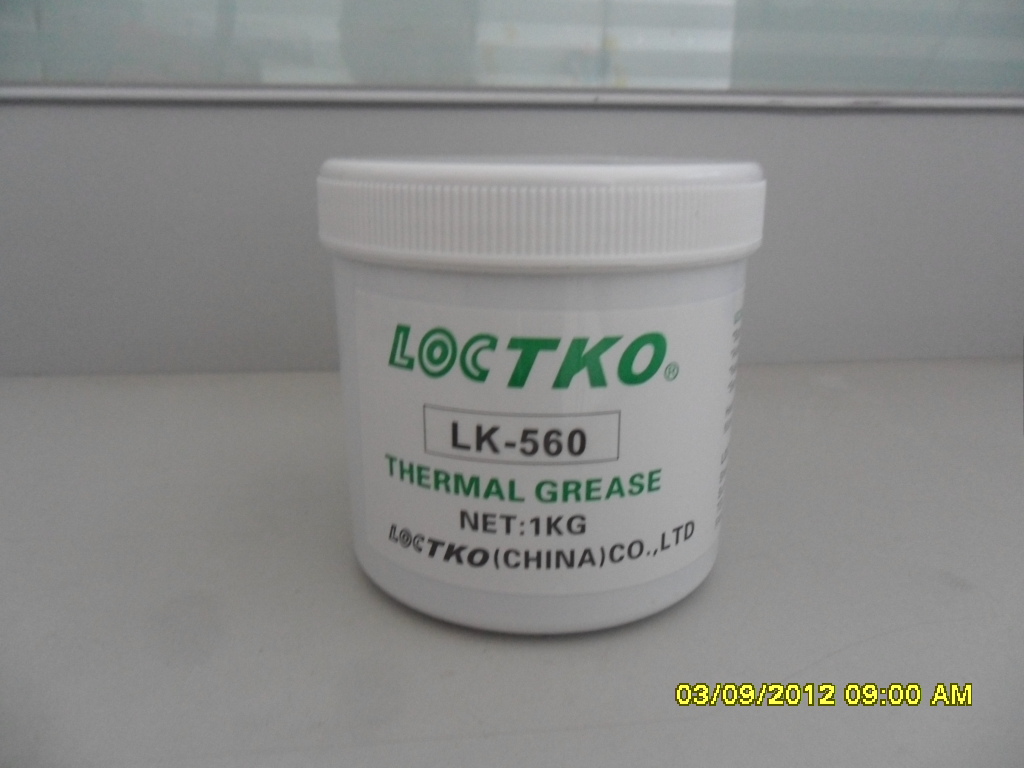 LOCTKO®
LK-560
THERMAL GREASE
NET:1KG
LOCTKO(CHINA)CO.,LTD
03/09/2012 09:00 AM